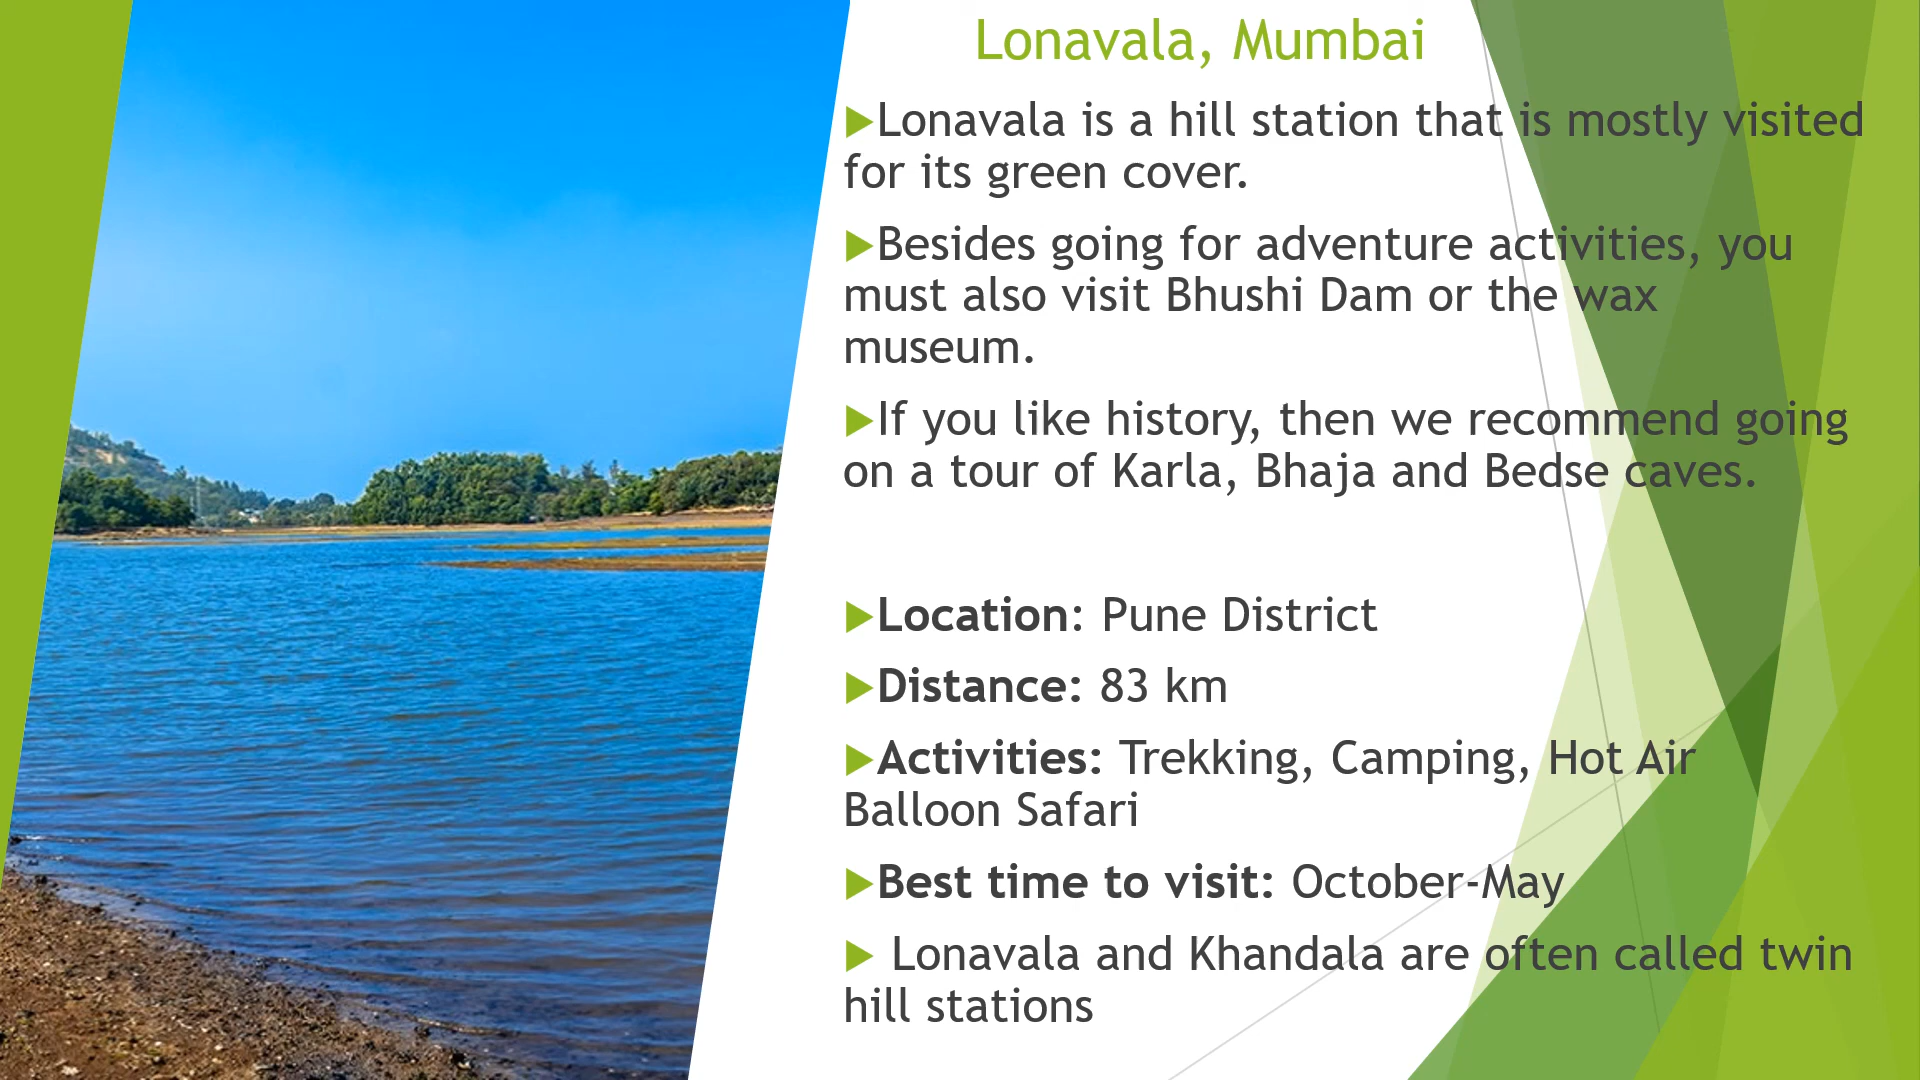 Lonavala, Mumbai
Lonavala is a hill station that is mostly visited
for its green cover.
Besides going for adventure activities, you
must also visit Bhushi Dam or the wax
museum.
If you like history, then we recommend going
on a tour of Karla, Bhaja and Bedse caves.
Location: Pune District
Distance: 83 km
Activities: Trekking, Camping, Hot Air
Balloon Safari
Best time to visit: October-May
Lonavala and Khandala are often called twin
hill stations